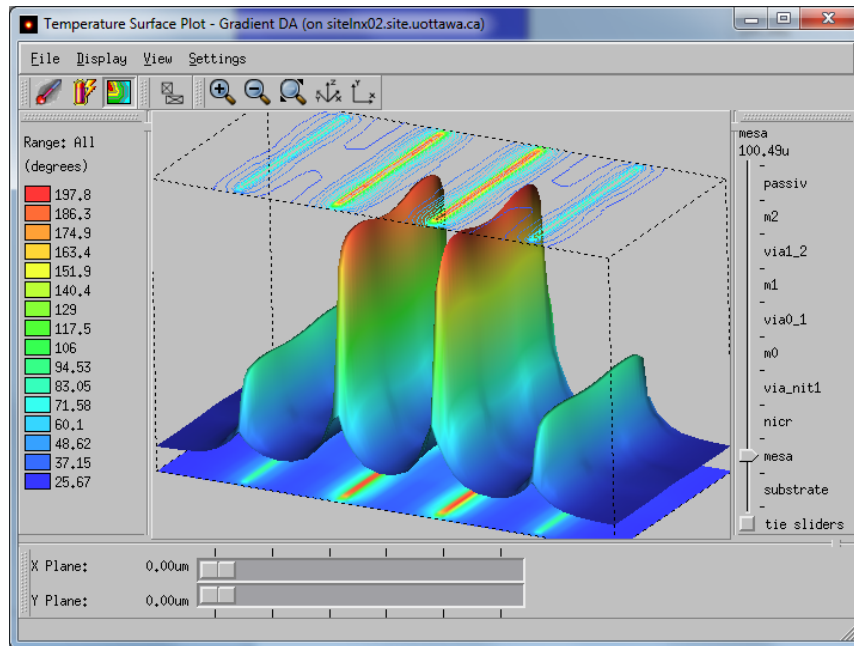 Temperature Surface Plot - Gradient DA (on sitelnx02.site.uottawa.ca)
File Display View Settings
Range: All
(degrees)
197.8
186.3
174.9
163.4
151.9
140.4
129
117.5
106
94.53
83.05
71.58
60.1
48.62
37.15
25.67
mesa
100.49u
passiv
m2
via1_2
m1
via0_1
m0
via_nit1
nicr
mesa
substrate
tie sliders
X Plane: 0.00um
Y Plane: 0.00um